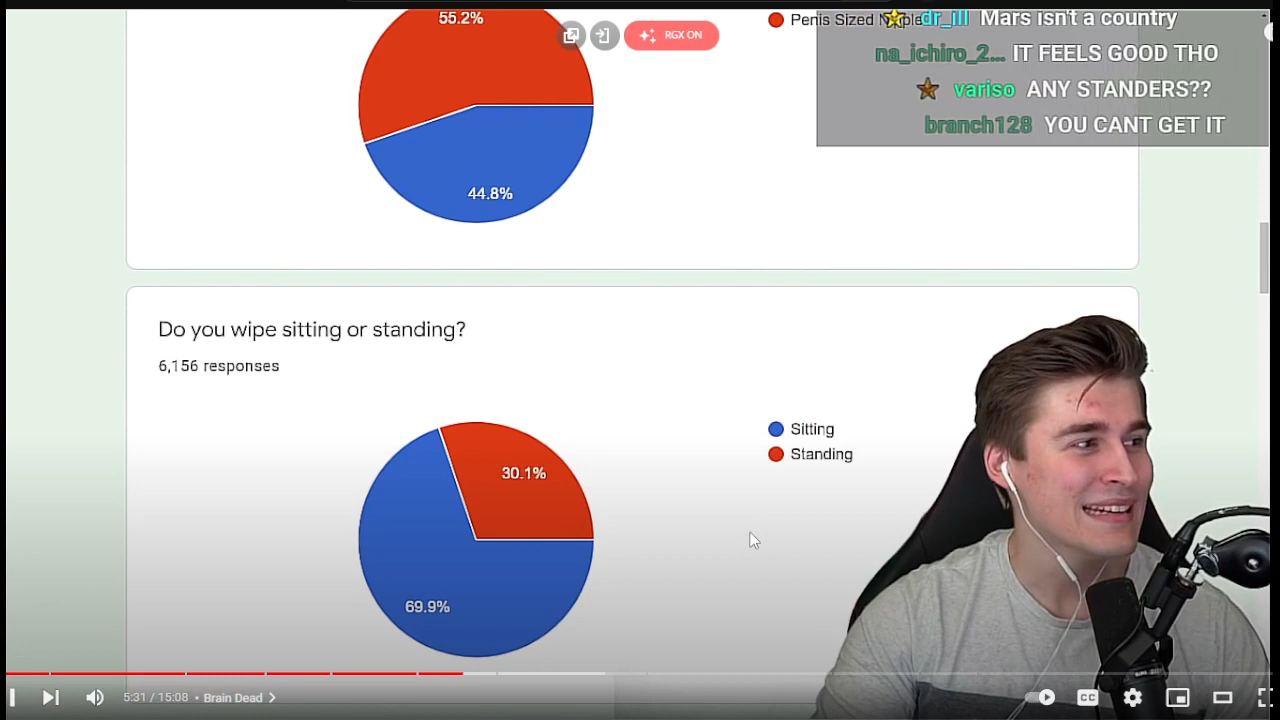 55.2%
Penis Sized
dr_ill Mars isn't a country
RGX ON
na_ichiro_2... IT FEELS GOOD THO
variso ANY STANDERS??
branch128 YOU CANT GET IT
44.8%
Do you wipe sitting or standing?
6,156 responses
Sitting
Standing
30.1%
69.9%
5:31 / 15:08 • Brain Dead >
CC